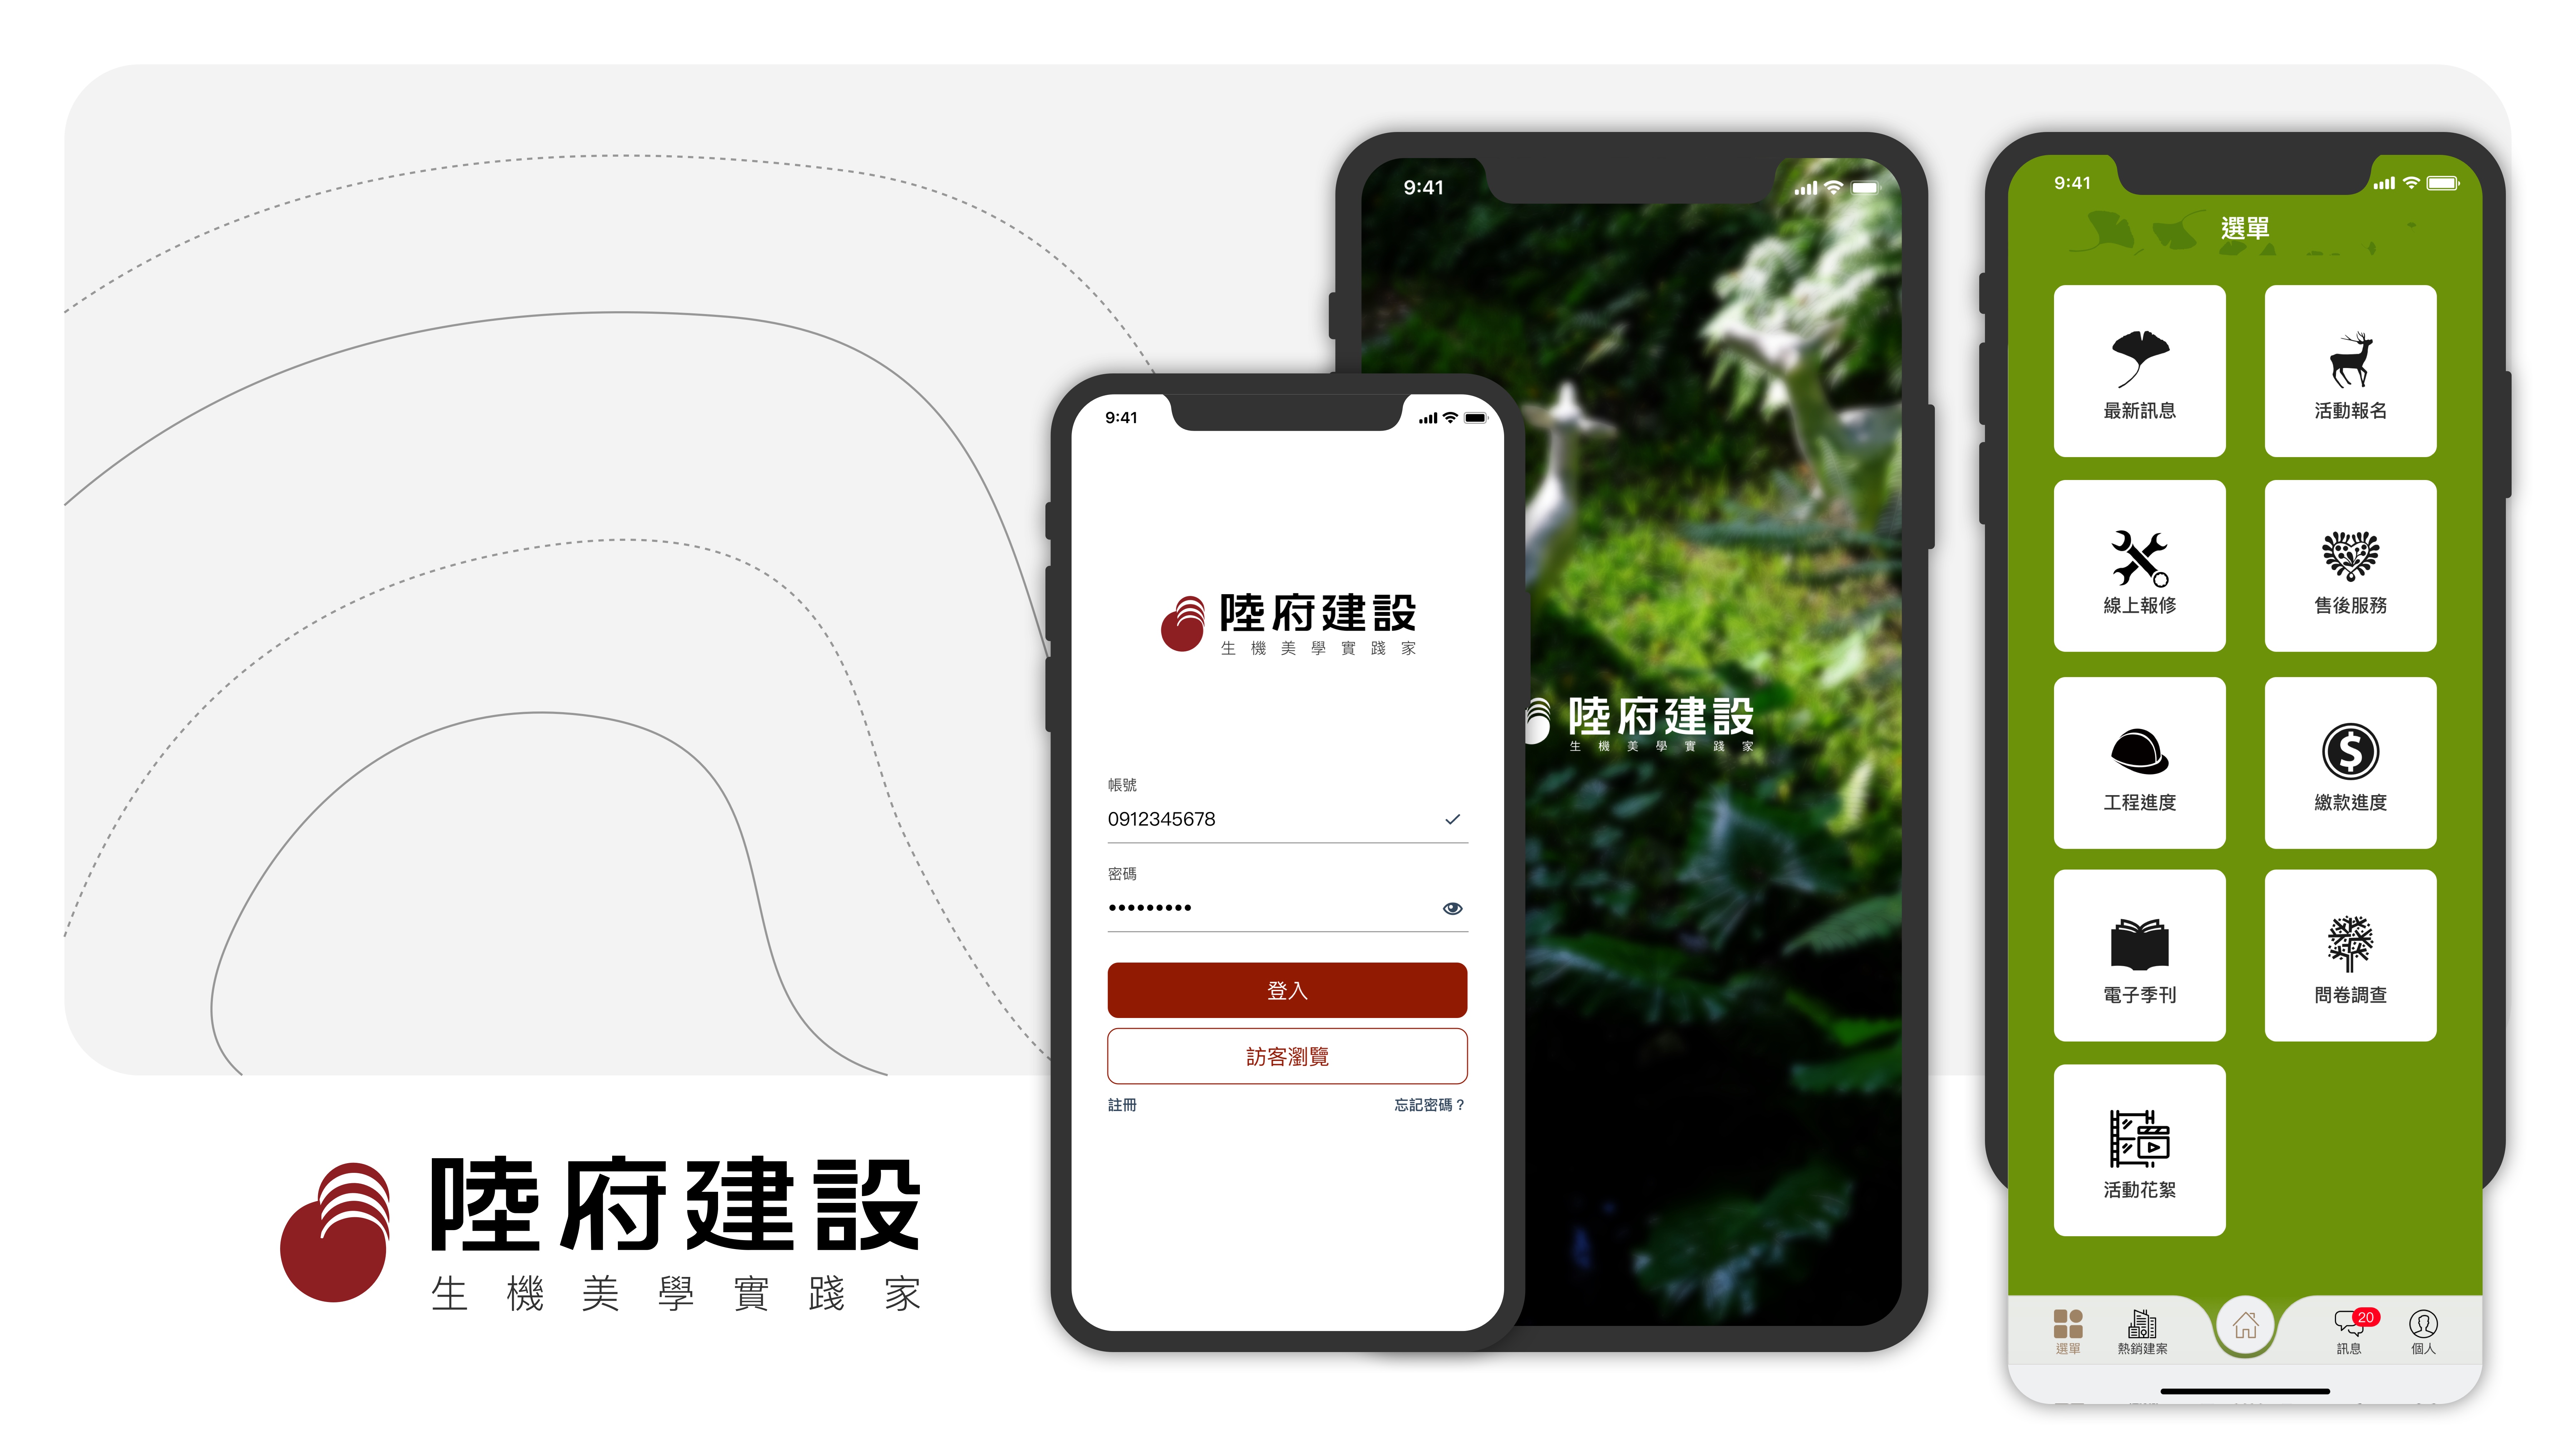 陸府建設
生機美學實踐家
9:41
陸府建設
生機美學實踐家
帳號
0912345678
密碼
•••••••••
登入
訪客瀏覽
註冊
忘記密碼？
9:41
陸府建設
生機美學實踐家
9:41
選單
最新訊息
活動報名
線上報修
售後服務
工程進度
繳款進度
電子季刊
問卷調查
活動花絮
選單
熱銷建案
20
訊息
個人